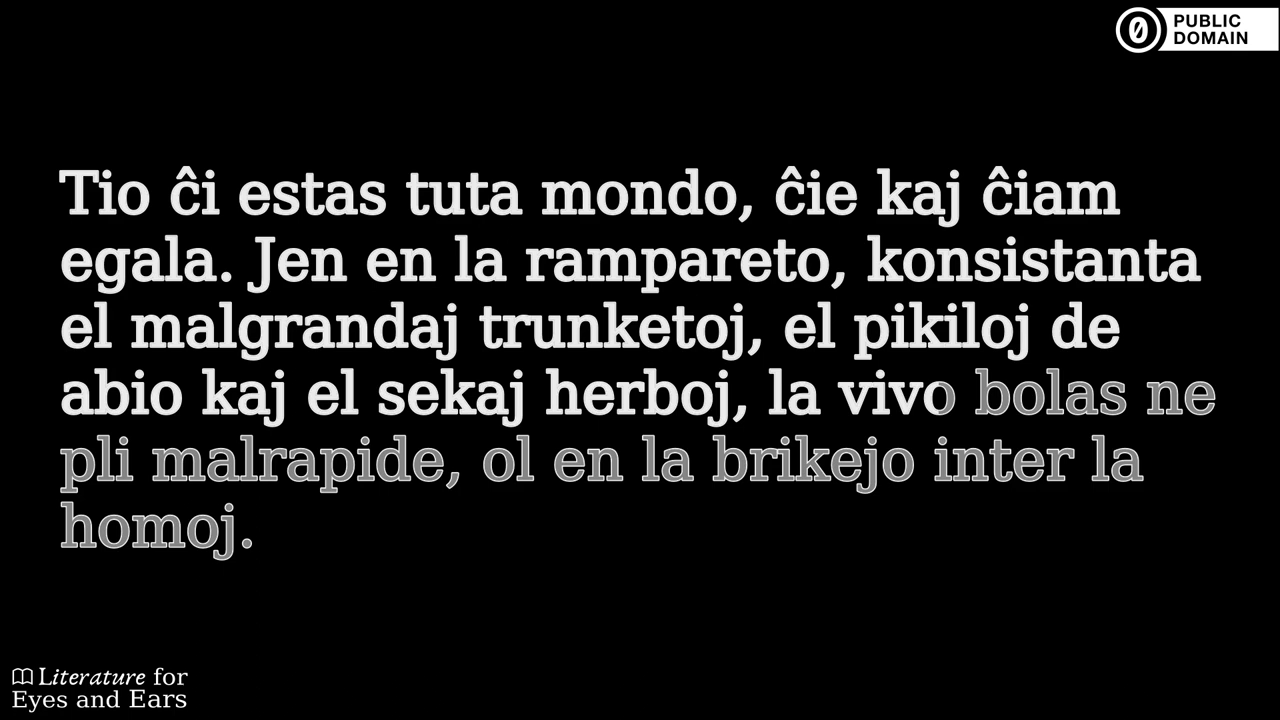 PUBLIC
DOMAIN
Tio ĉi estas tuta mondo, ĉie kaj ĉiam
egala. Jen en la rampareto, konsistanta
el malgrandaj trunketoj, el pikiloj de
abio kaj el sekaj herboj, la vivo bolas ne
pli malrapide, ol en la brikejo inter la
homoj.
Literature for
Eyes and Ears